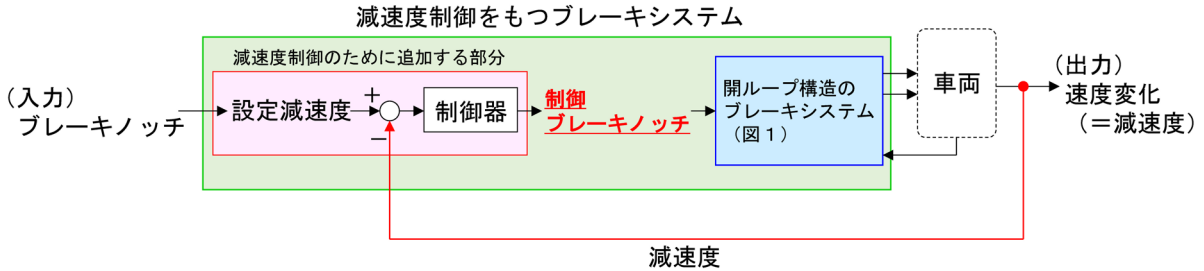 減速度制御をもつブレーキシステム
減速度制御のために追加する部分
（入力）
ブレーキノッチ
設定減速度
+
−
制御器
制御
ブレーキノッチ
開ループ構造の
ブレーキシステム
（図１）
車両
（出力）
速度変化
（＝減速度）
減速度